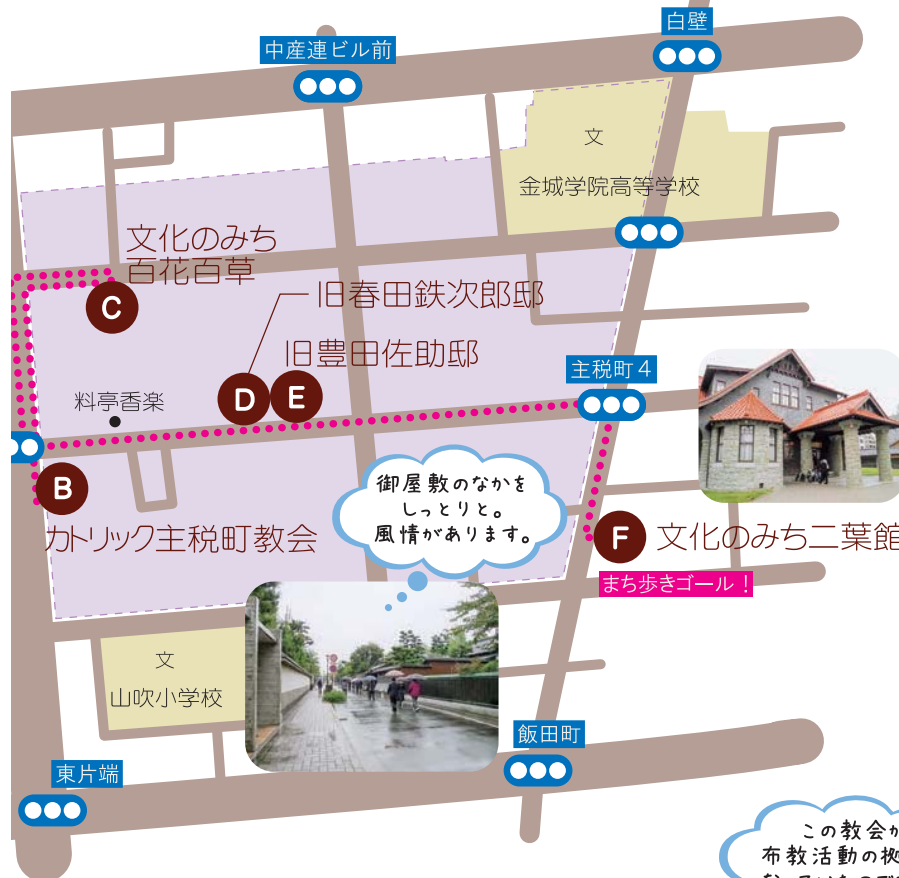 白壁
中産連ビル前
文
金城学院高等学校
文化のみち
百花百草
C
旧春田鉄次郎邸
旧豊田佐助邸
D
E
主税町4
料亭香楽
B
カトリック主税町教会
御屋敷のなかを
しっとりと。
風情があります。
F
文化のみち二葉館
まち歩きゴール！
文
山吹小学校
飯田町
東片端
この教会が
布教活動の拠